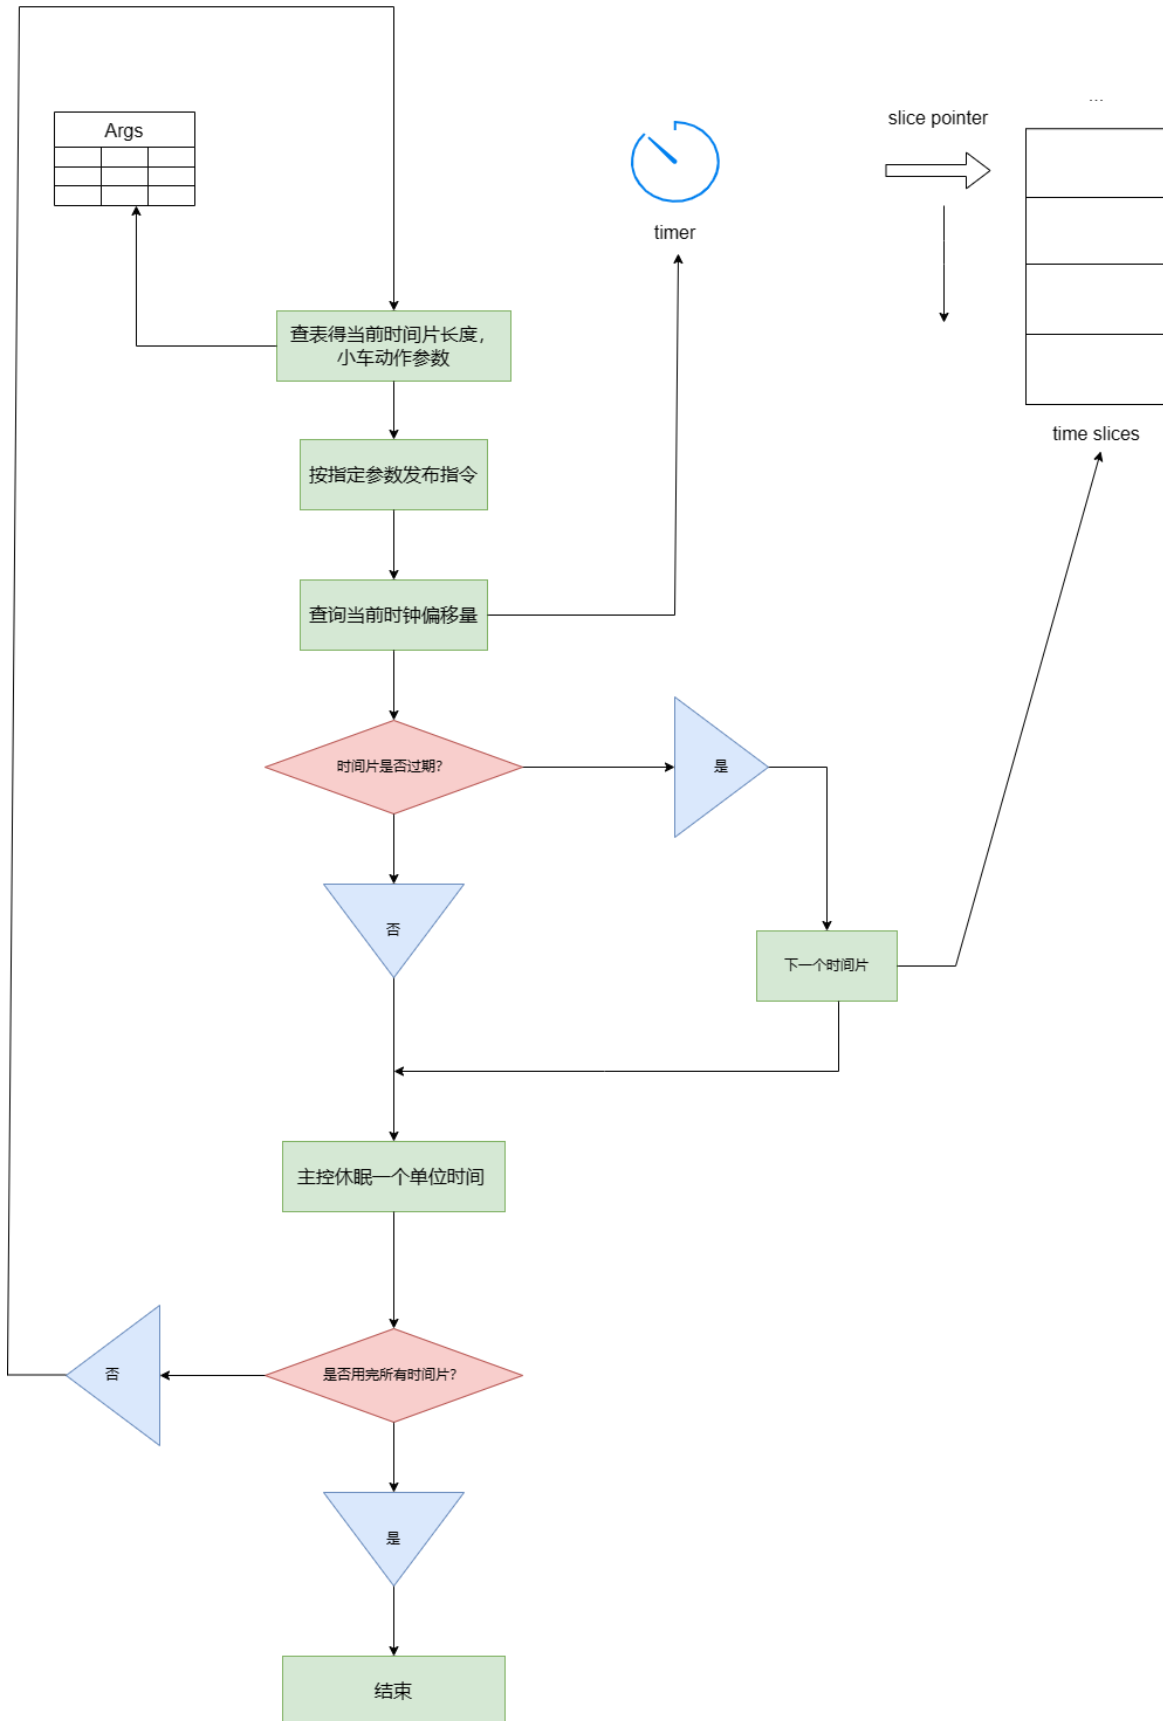 ...
slice pointer
Args
timer
查表得当前时间片长度，
小车动作参数
time slices
按指定参数发布指令
查询当前时钟偏移量
时间片是否过期?
是
否
下一个时间片
主控休眠一个单位时间
否
是否用完所有时间片?
是
结束